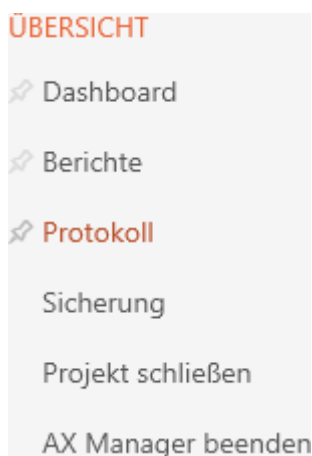 ÜBERSICHT
Dashboard
Berichte
Protokoll
Sicherung
Projekt schließen
AX Manager beenden